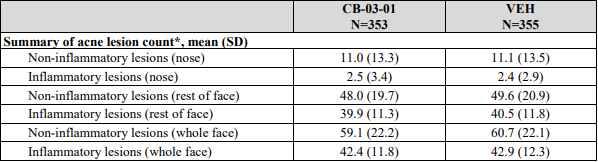 CB-03-01 VEH
N=353 N=355
Summary of acne lesion count*, mean (SD)
Non-inflammatory lesions (nose) 11.0 (13.3) 11.1 (13.5)
Inflammatory lesions (nose) 2.5 (3.4) 2.4 (2.9)
Non-inflammatory lesions (rest of face) 48.0 (19.7) 49.6 (20.9)
Inflammatory lesions (rest of face) 39.9 (11.3) 40.5 (11.8)
Non-inflammatory lesions (whole face) 59.1 (22.2) 60.7 (22.1)
Inflammatory lesions (whole face) 42.4 (11.8) 42.9 (12.3)